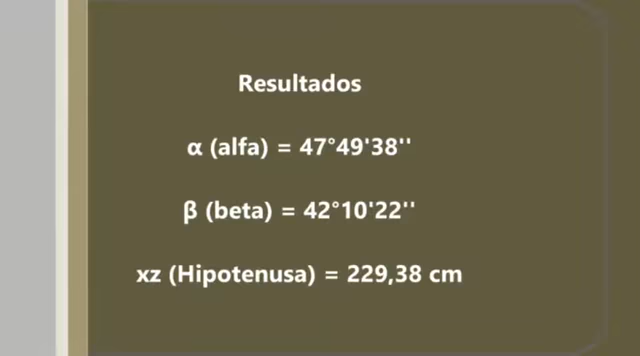 Resultados
α (alfa) = 47°49'38''
β (beta) = 42°10'22''
xz (Hipotenusa) = 229,38 cm